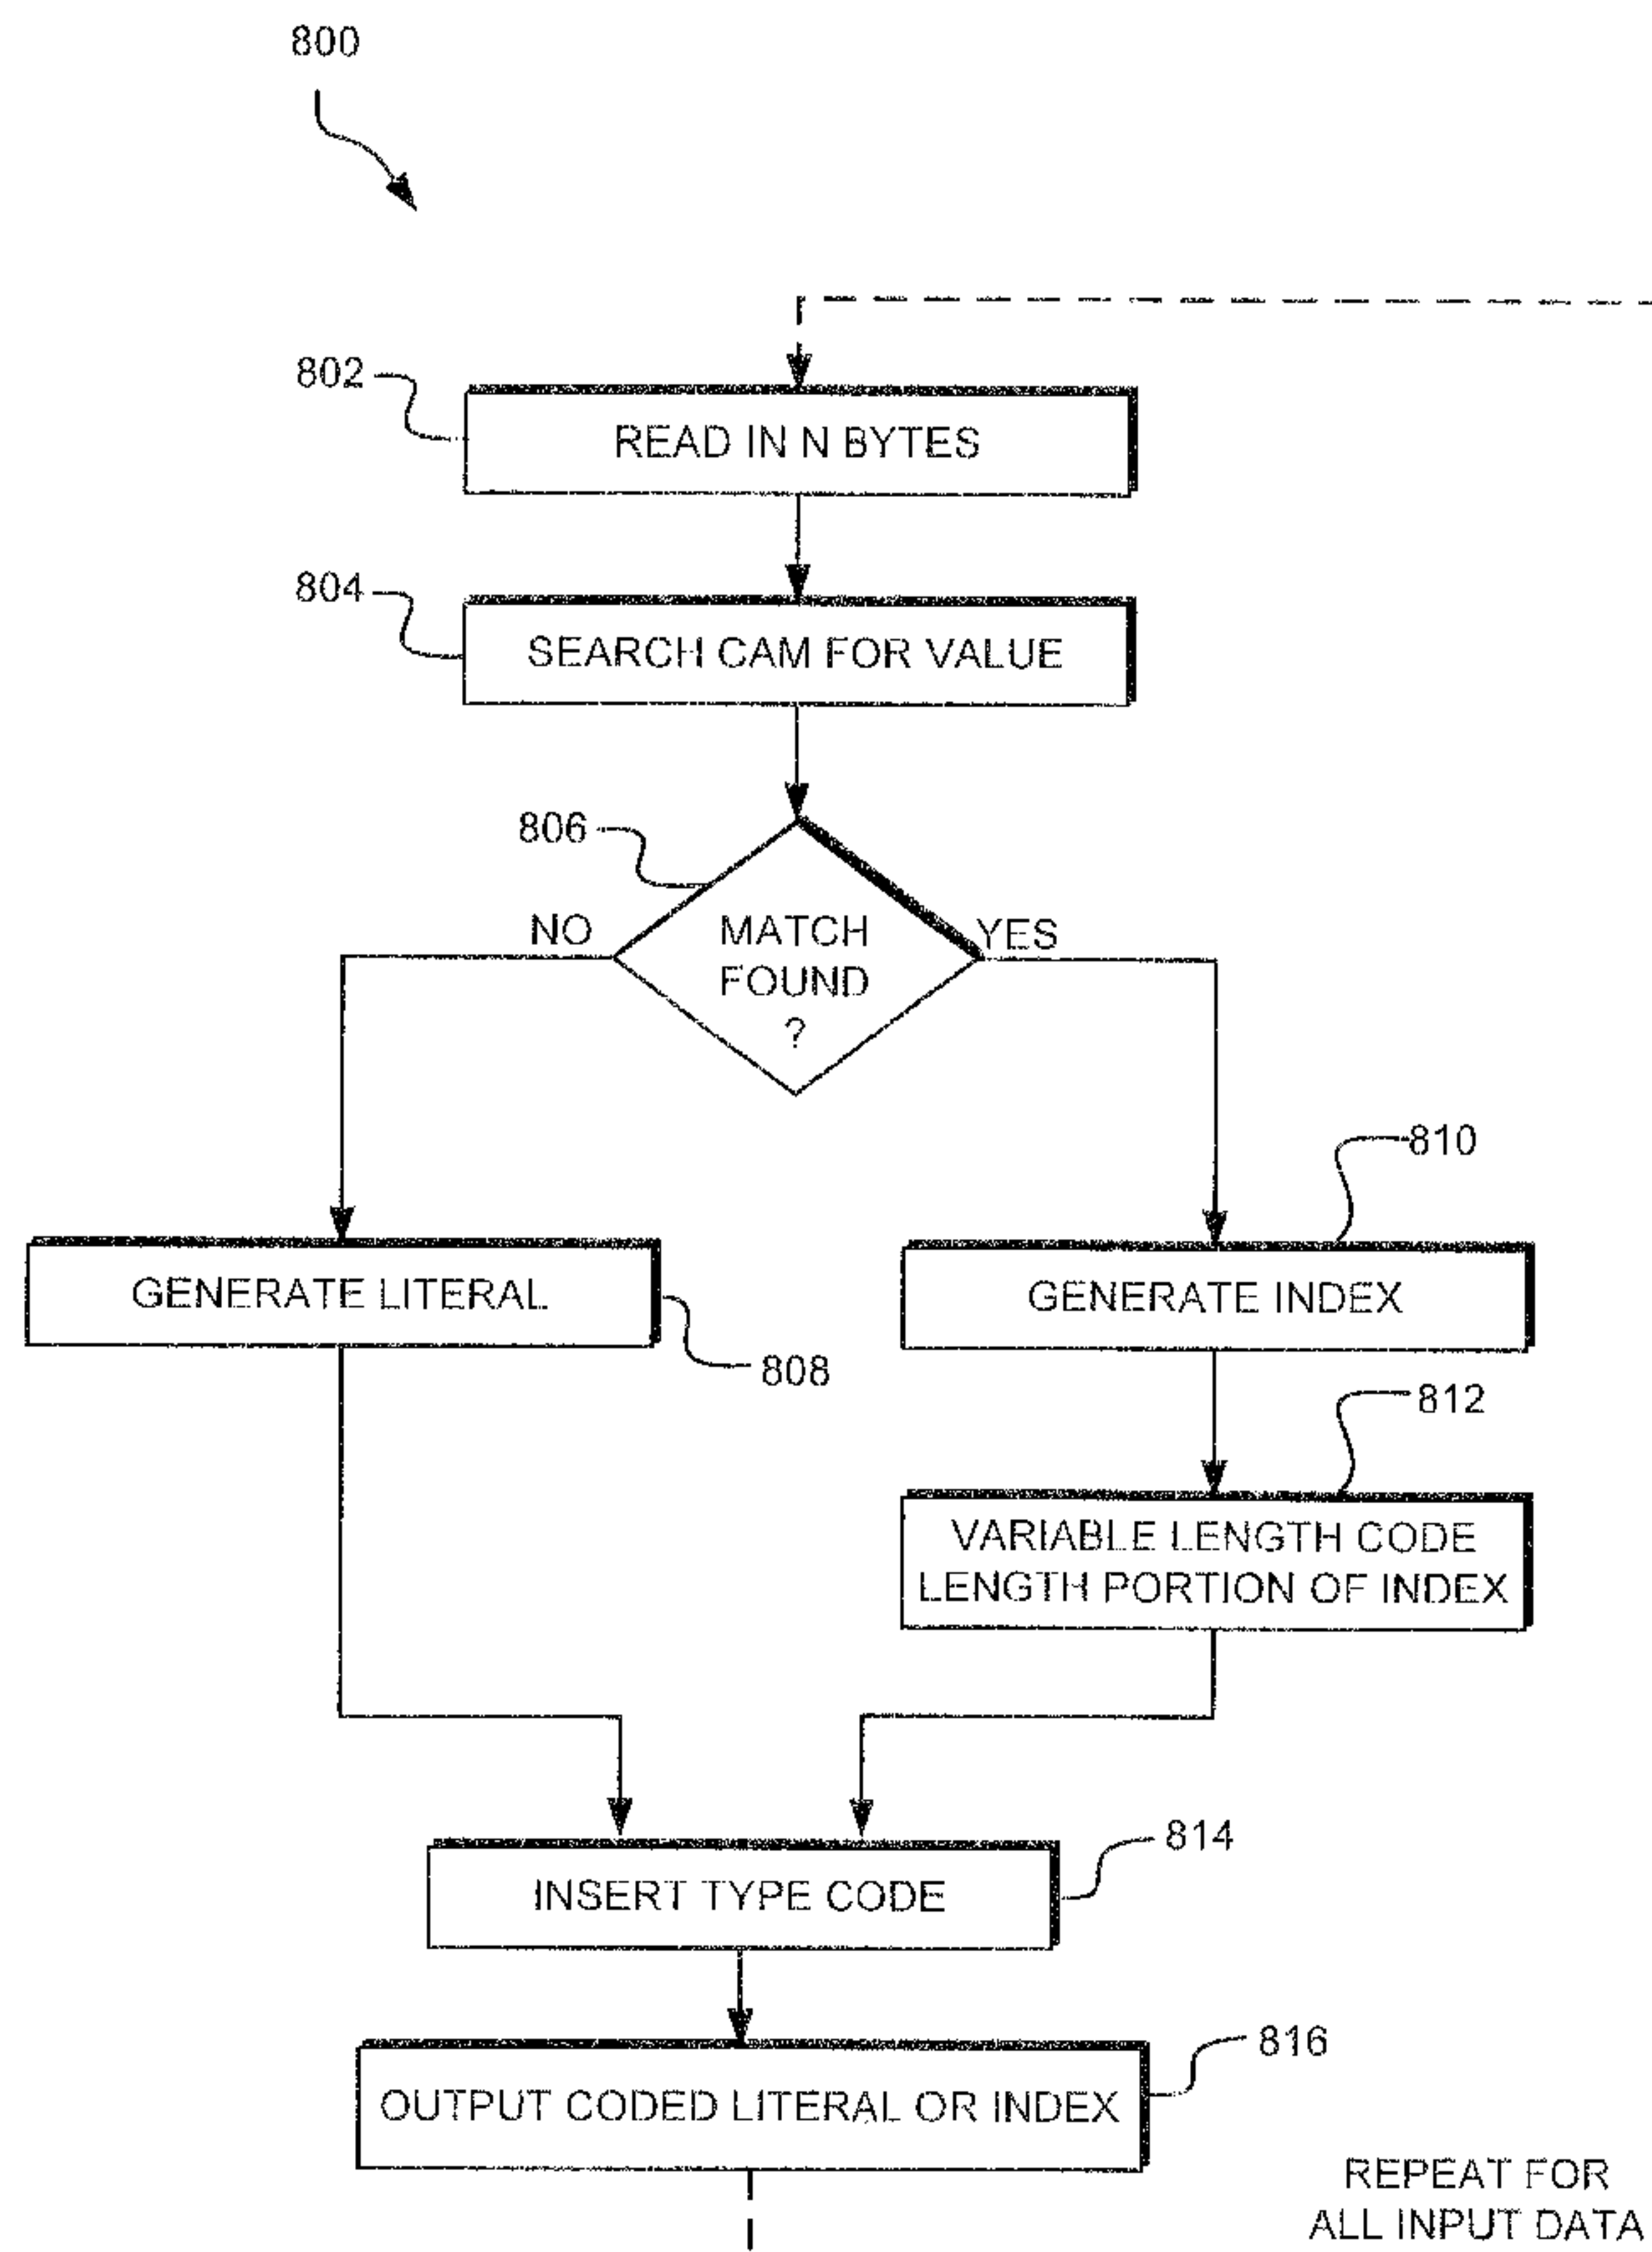 800
802
READ IN N BYTES
804
SEARCH CAM FOR VALUE
806
NO
MATCH
FOUND
?
YES
810
GENERATE LITERAL
GENERATE INDEX
808
812
VARIABLE LENGTH CODE
LENGTH PORTION OF INDEX
814
INSERT TYPE CODE
816
OUTPUT CODED LITERAL OR INDEX
REPEAT FOR
ALL INPUT DATA